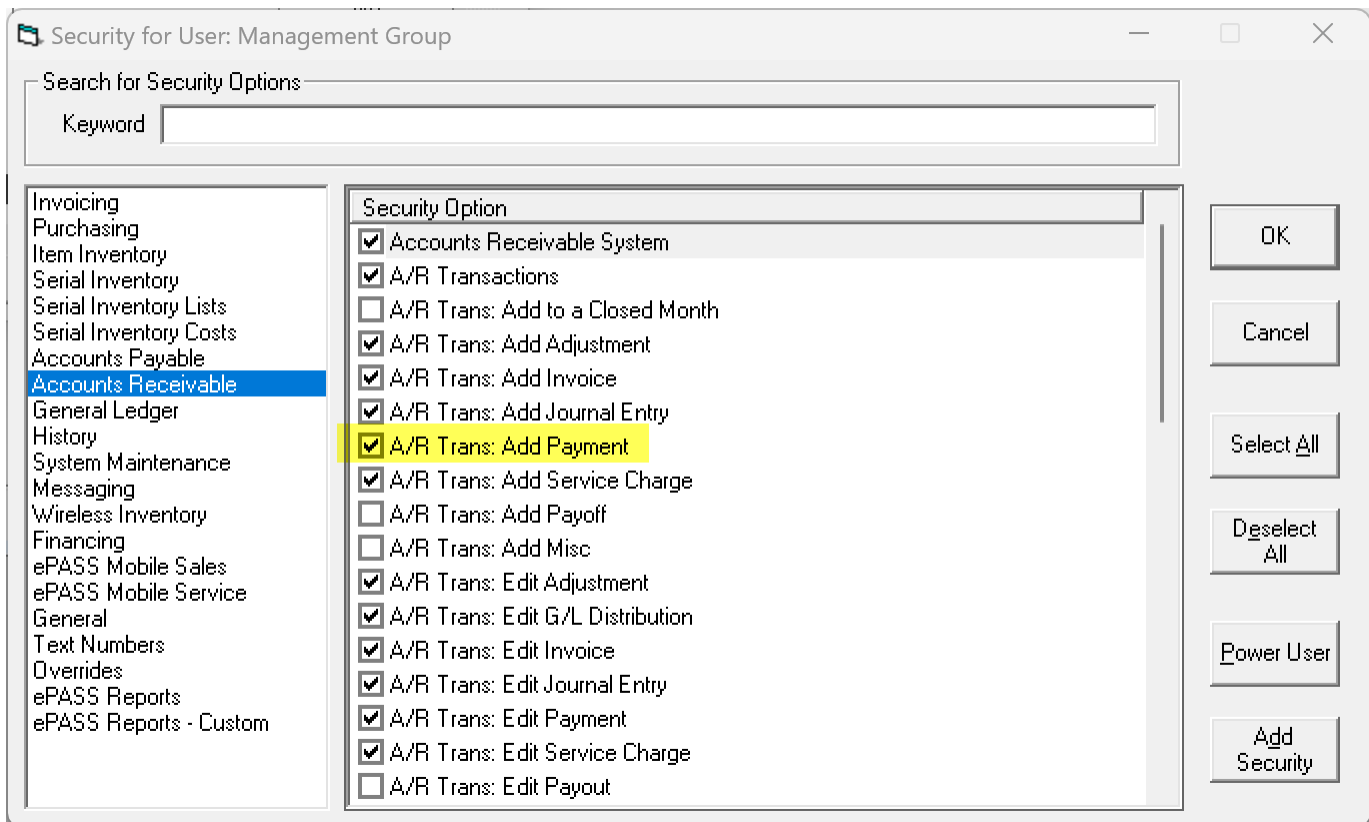 Security for User: Management Group
Search for Security Options
Keyword
Invoicing
Purchasing
Item Inventory
Serial Inventory
Serial Inventory Lists
Serial Inventory Costs
Accounts Payable
Accounts Receivable
General Ledger
History
System Maintenance
Messaging
Wireless Inventory
Financing
ePASS Mobile Sales
ePASS Mobile Service
General
Text Numbers
Overrides
ePASS Reports
ePASS Reports - Custom
Security Option
Accounts Receivable System
A/R Transactions
A/R Trans: Add to a Closed Month
A/R Trans: Add Adjustment
A/R Trans: Add Invoice
A/R Trans: Add Journal Entry
A/R Trans: Add Payment
A/R Trans: Add Service Charge
A/R Trans: Add Payoff
A/R Trans: Add Misc
A/R Trans: Edit Adjustment
A/R Trans: Edit G/L Distribution
A/R Trans: Edit Invoice
A/R Trans: Edit Journal Entry
A/R Trans: Edit Payment
A/R Trans: Edit Service Charge
A/R Trans: Edit Payout
OK
Cancel
Select All
Deselect
All
Power User
Add
Security